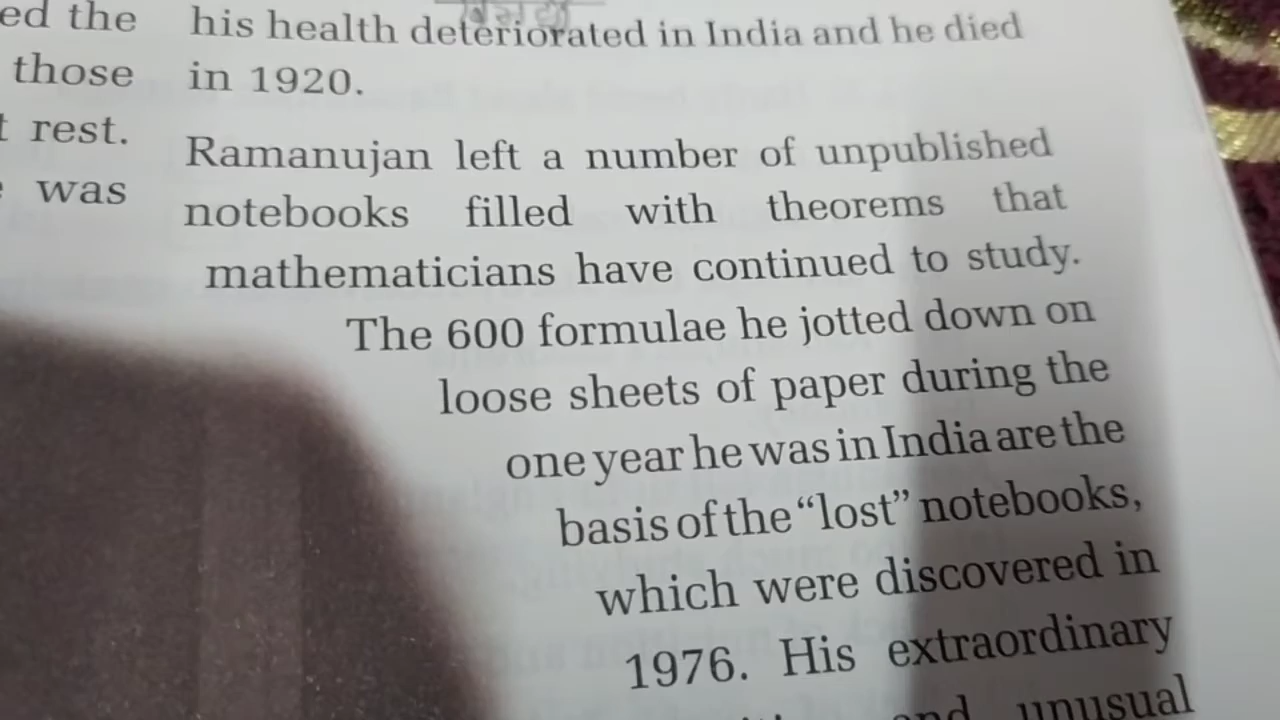 ed the
those
rest.
was
his health deteriorated in India and he died
in 1920.
Ramanujan left a number of unpublished
notebooks filled with theorems that
mathematicians have continued to study.
The 600 formulae he jotted down on
loose sheets of paper during the
one year he was in India are the
basis of the “lost” notebooks,
which were discovered in
1976. His extraordinary
and unusual